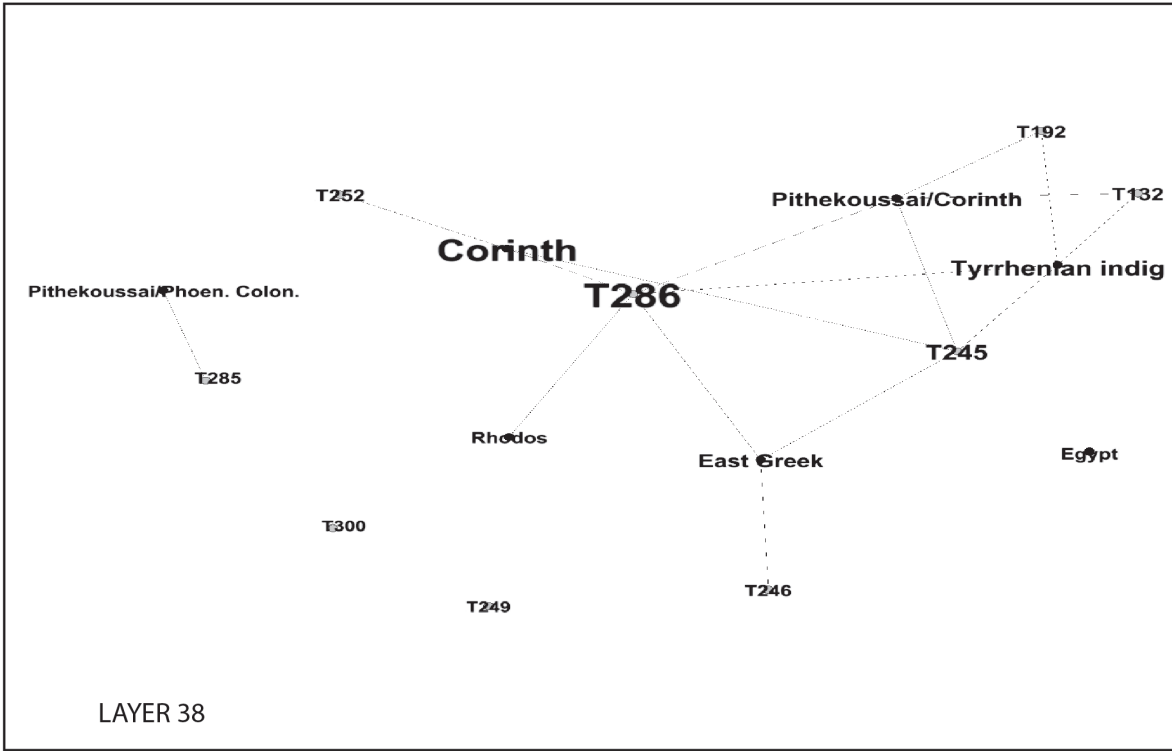 T192
T252
Pithekoussai/Corinth
T132
Corinth
Tyrrhenian indig
Pithekoussai/Phoen. Colon.
T286
T245
T285
Rhodos
East Greek
Egypt
T300
T246
T249
LAYER 38